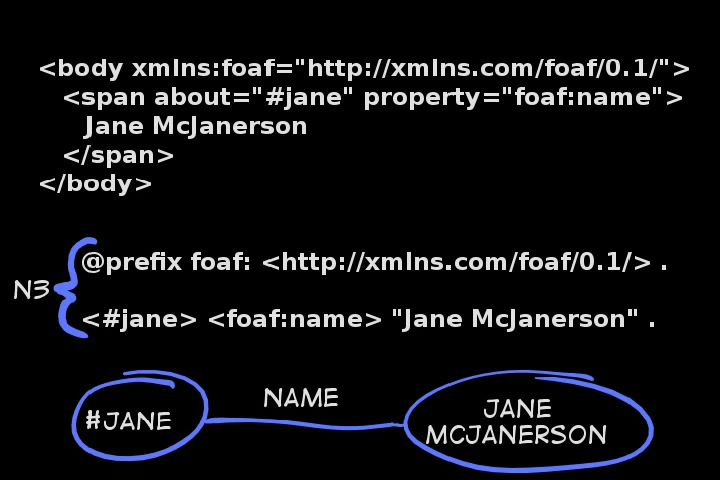 <body xmlns:foaf="http://xmlns.com/foaf/0.1/">
<span about="#jane" property="foaf:name">
Jane McJanerson
</span>
</body>
@prefix foaf: <http://xmlns.com/foaf/0.1/> .
N3
<#jane> <foaf:name> "Jane McJanerson" .
#JANE
NAME
JANE
MCJANERSON